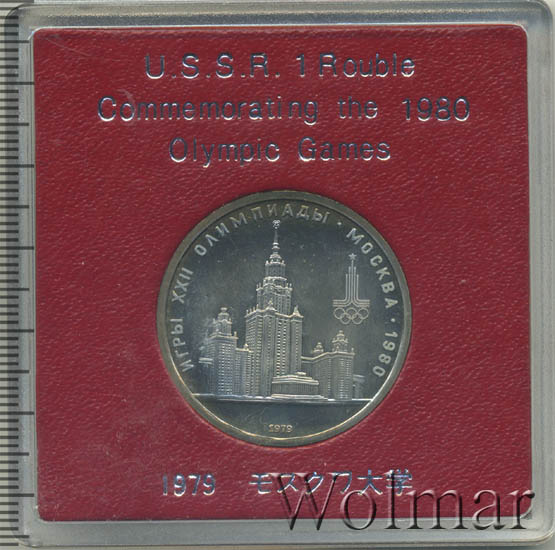 U.S.S.R. 1 Rouble
Commemorating the 1980
Olympic Games
ИГРЫ XXII ОЛИМПИАДЫ · МОСКВА · 1980
1979
1979 モスクワ大学
Wolmar